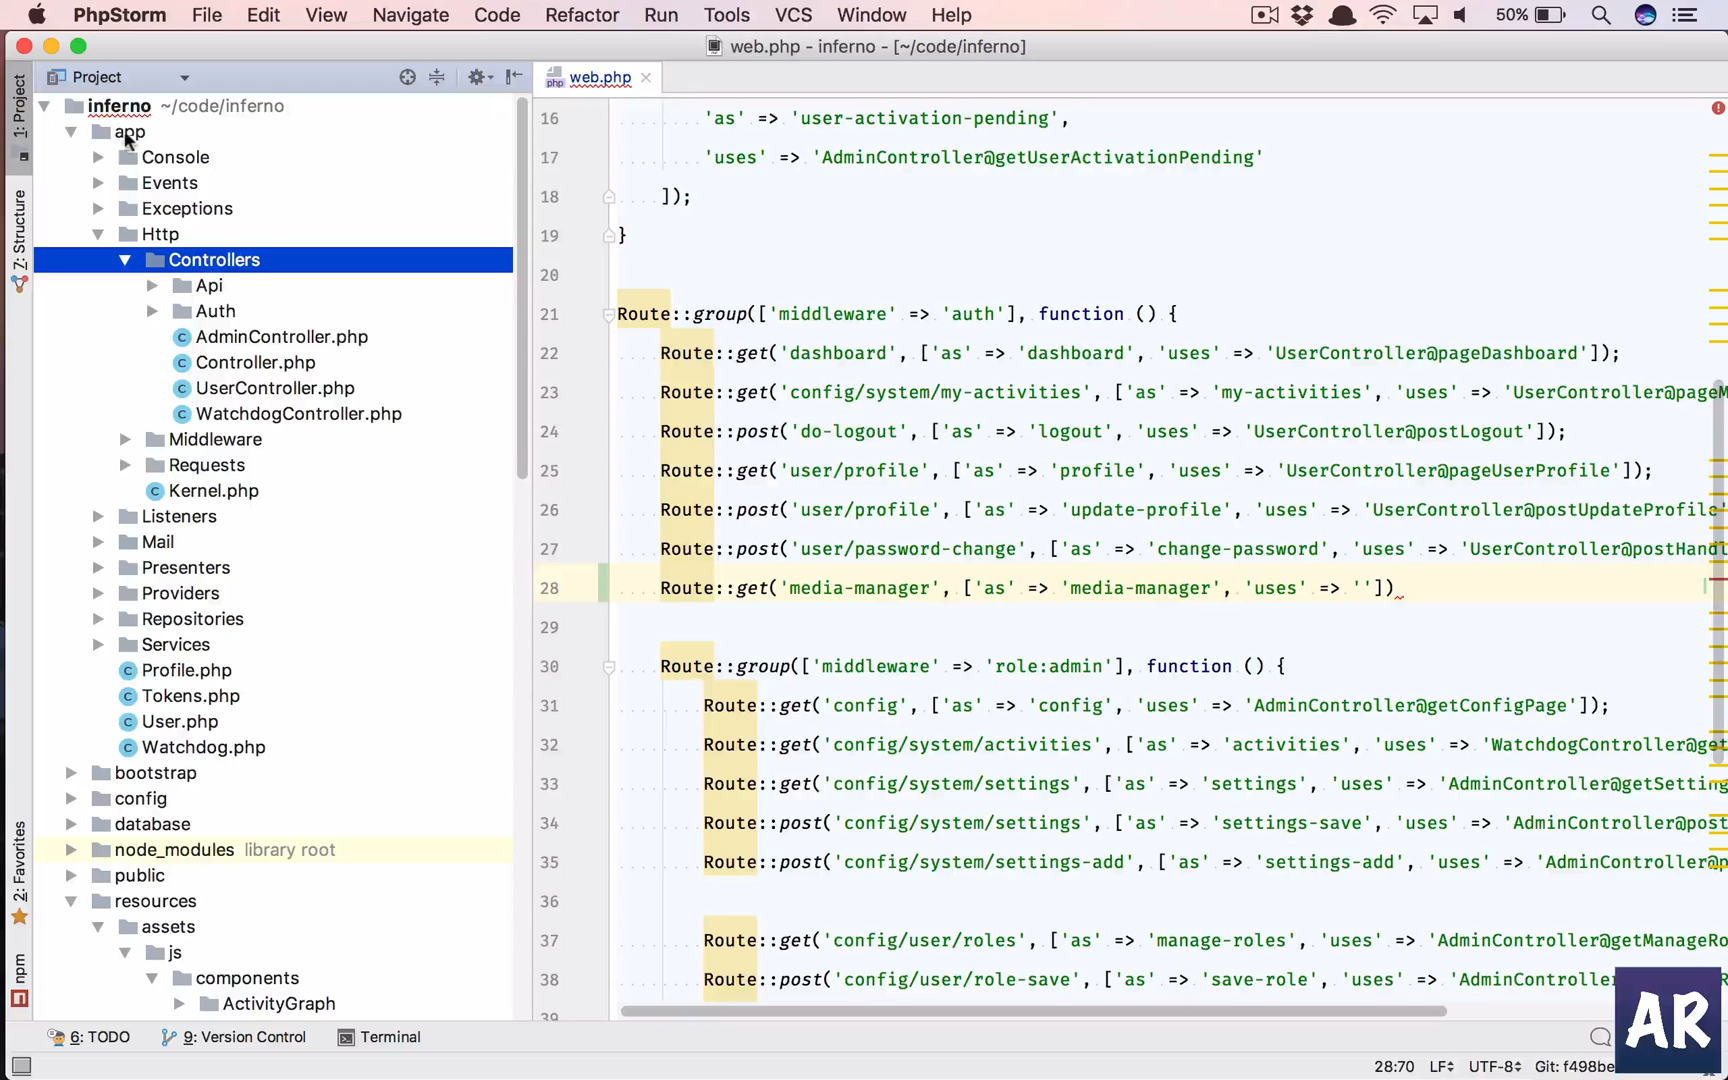 PhpStorm File Edit View Navigate Code Refactor Run Tools VCS Window Help 50%
web.php - inferno - [~/code/inferno]
Project
web.php
1: Project
7: Structure
2: Favorites
npm
inferno ~/code/inferno
app
Console
Events
Exceptions
Http
Controllers
Api
Auth
AdminController.php
Controller.php
UserController.php
WatchdogController.php
Middleware
Requests
Kernel.php
Listeners
Mail
Presenters
Providers
Repositories
Services
Profile.php
Tokens.php
User.php
Watchdog.php
bootstrap
config
database
node_modules library root
public
resources
assets
js
components
ActivityGraph
16 'as' => 'user-activation-pending',
17 'uses' => 'AdminController@getUserActivationPending'
18 ]);
19 }
20
21 Route::group(['middleware' => 'auth'], function () {
22 Route::get('dashboard', ['as' => 'dashboard', 'uses' => 'UserController@pageDashboard']);
23 Route::get('config/system/my-activities', ['as' => 'my-activities', 'uses' => 'UserController@pageM
24 Route::post('do-logout', ['as' => 'logout', 'uses' => 'UserController@postLogout']);
25 Route::get('user/profile', ['as' => 'profile', 'uses' => 'UserController@pageUserProfile']);
26 Route::post('user/profile', ['as' => 'update-profile', 'uses' => 'UserController@postUpdateProfile'
27 Route::post('user/password-change', ['as' => 'change-password', 'uses' => 'UserController@postHandl
28 Route::get('media-manager', ['as' => 'media-manager', 'uses' => ''])
29
30 Route::group(['middleware' => 'role:admin'], function () {
31 Route::get('config', ['as' => 'config', 'uses' => 'AdminController@getConfigPage']);
32 Route::get('config/system/activities', ['as' => 'activities', 'uses' => 'WatchdogController@get
33 Route::get('config/system/settings', ['as' => 'settings', 'uses' => 'AdminController@getSetting
34 Route::post('config/system/settings', ['as' => 'settings-save', 'uses' => 'AdminController@post
35 Route::post('config/system/settings-add', ['as' => 'settings-add', 'uses' => 'AdminController@p
36
37 Route::get('config/user/roles', ['as' => 'manage-roles', 'uses' => 'AdminController@getManageRo
38 Route::post('config/user/role-save', ['as' => 'save-role', 'uses' => 'AdminController@
39
6: TODO 9: Version Control Terminal
28:70 LF UTF-8 Git: f498be
AR